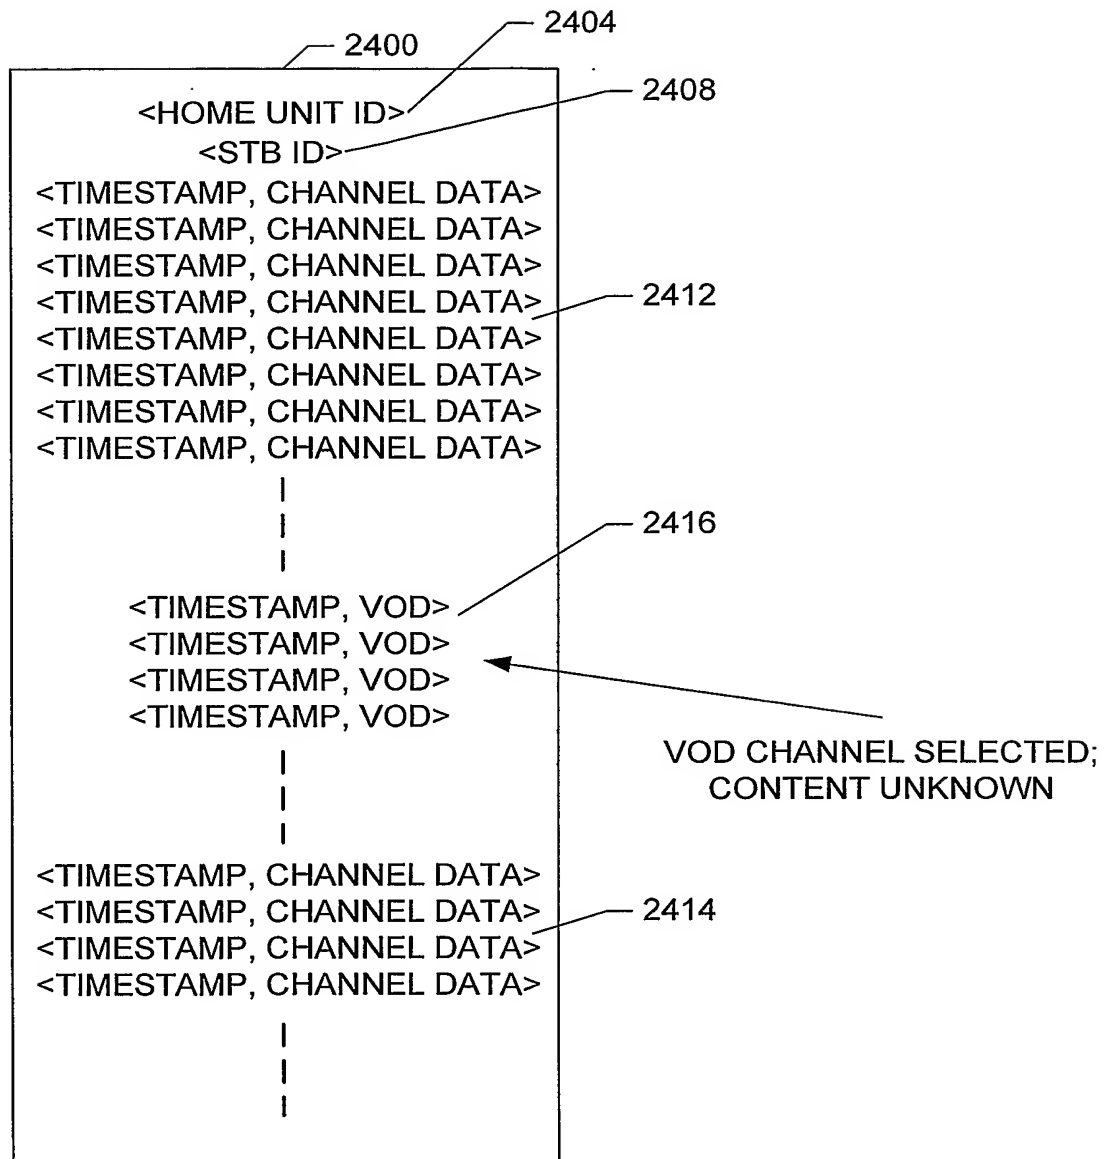 2404
2400
<HOME UNIT ID>
2408
<STB ID>
<TIMESTAMP, CHANNEL DATA>
<TIMESTAMP, CHANNEL DATA>
<TIMESTAMP, CHANNEL DATA>
<TIMESTAMP, CHANNEL DATA>
2412
<TIMESTAMP, CHANNEL DATA>
<TIMESTAMP, CHANNEL DATA>
<TIMESTAMP, CHANNEL DATA>
<TIMESTAMP, CHANNEL DATA>
2416
<TIMESTAMP, VOD>
<TIMESTAMP, VOD>
<TIMESTAMP, VOD>
<TIMESTAMP, VOD>
VOD CHANNEL SELECTED;
CONTENT UNKNOWN
<TIMESTAMP, CHANNEL DATA>
<TIMESTAMP, CHANNEL DATA>
2414
<TIMESTAMP, CHANNEL DATA>
<TIMESTAMP, CHANNEL DATA>